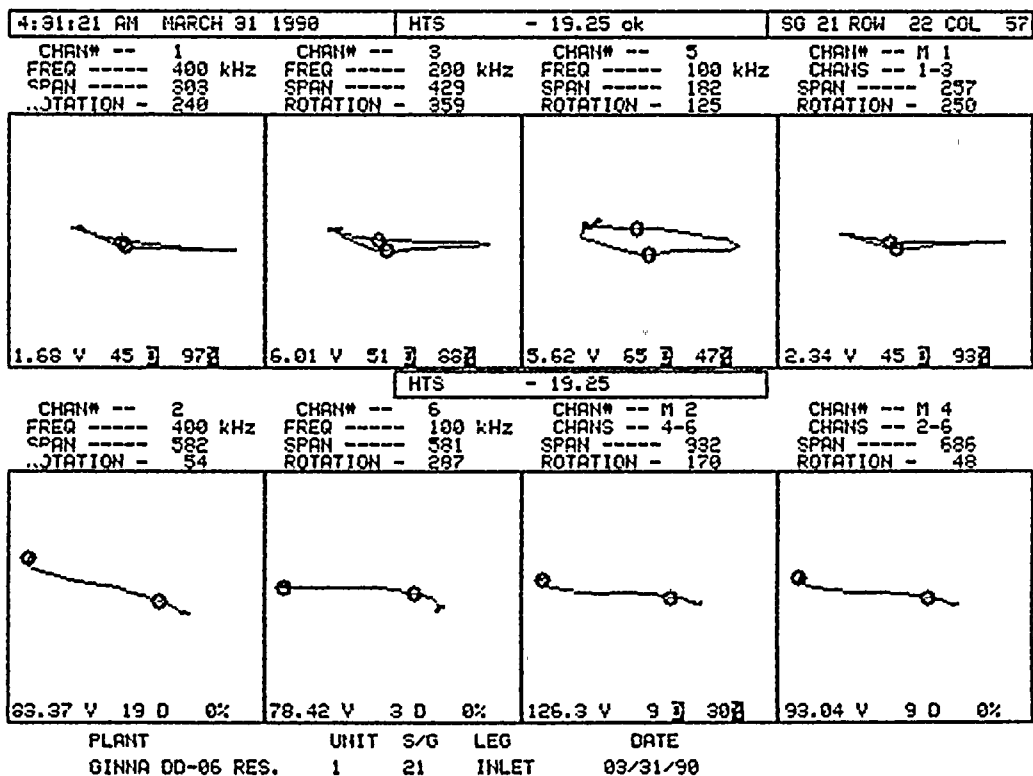 4:31:21 AM MARCH 31 1990 HTS - 19.25 ok SG 21 ROW 22 COL 57
CHAN# -- 1 CHAN# -- 3 CHAN# -- 5 CHAN# -- M 1
FREQ ----- 400 kHz FREQ ----- 200 kHz FREQ ----- 100 kHz CHANS -- 1-3
SPAN ----- 303 SPAN ----- 429 SPAN ----- 182 SPAN ----- 257
..OTATION - 240 ROTATION - 359 ROTATION - 125 ROTATION - 250
1.68 V 45 D 97% 6.01 V 51 D 88% 5.62 V 65 D 47% 2.34 V 45 D 93%
HTS - 19.25
CHAN# -- 2 CHAN# -- 6 CHAN# -- M 2 CHAN# -- M 4
FREQ ----- 400 kHz FREQ ----- 100 kHz CHANS -- 4-6 CHANS -- 2-6
SPAN ----- 582 SPAN ----- 581 SPAN ----- 932 SPAN ----- 686
..OTATION - 54 ROTATION - 287 ROTATION - 170 ROTATION - 48
83.37 V 19 D 0% 78.42 V 3 D 0% 126.3 V 9 D 30% 93.04 V 9 D 0%
PLANT UNIT S/G LEG DATE
GINNA DD-06 RES. 1 21 INLET 03/31/90